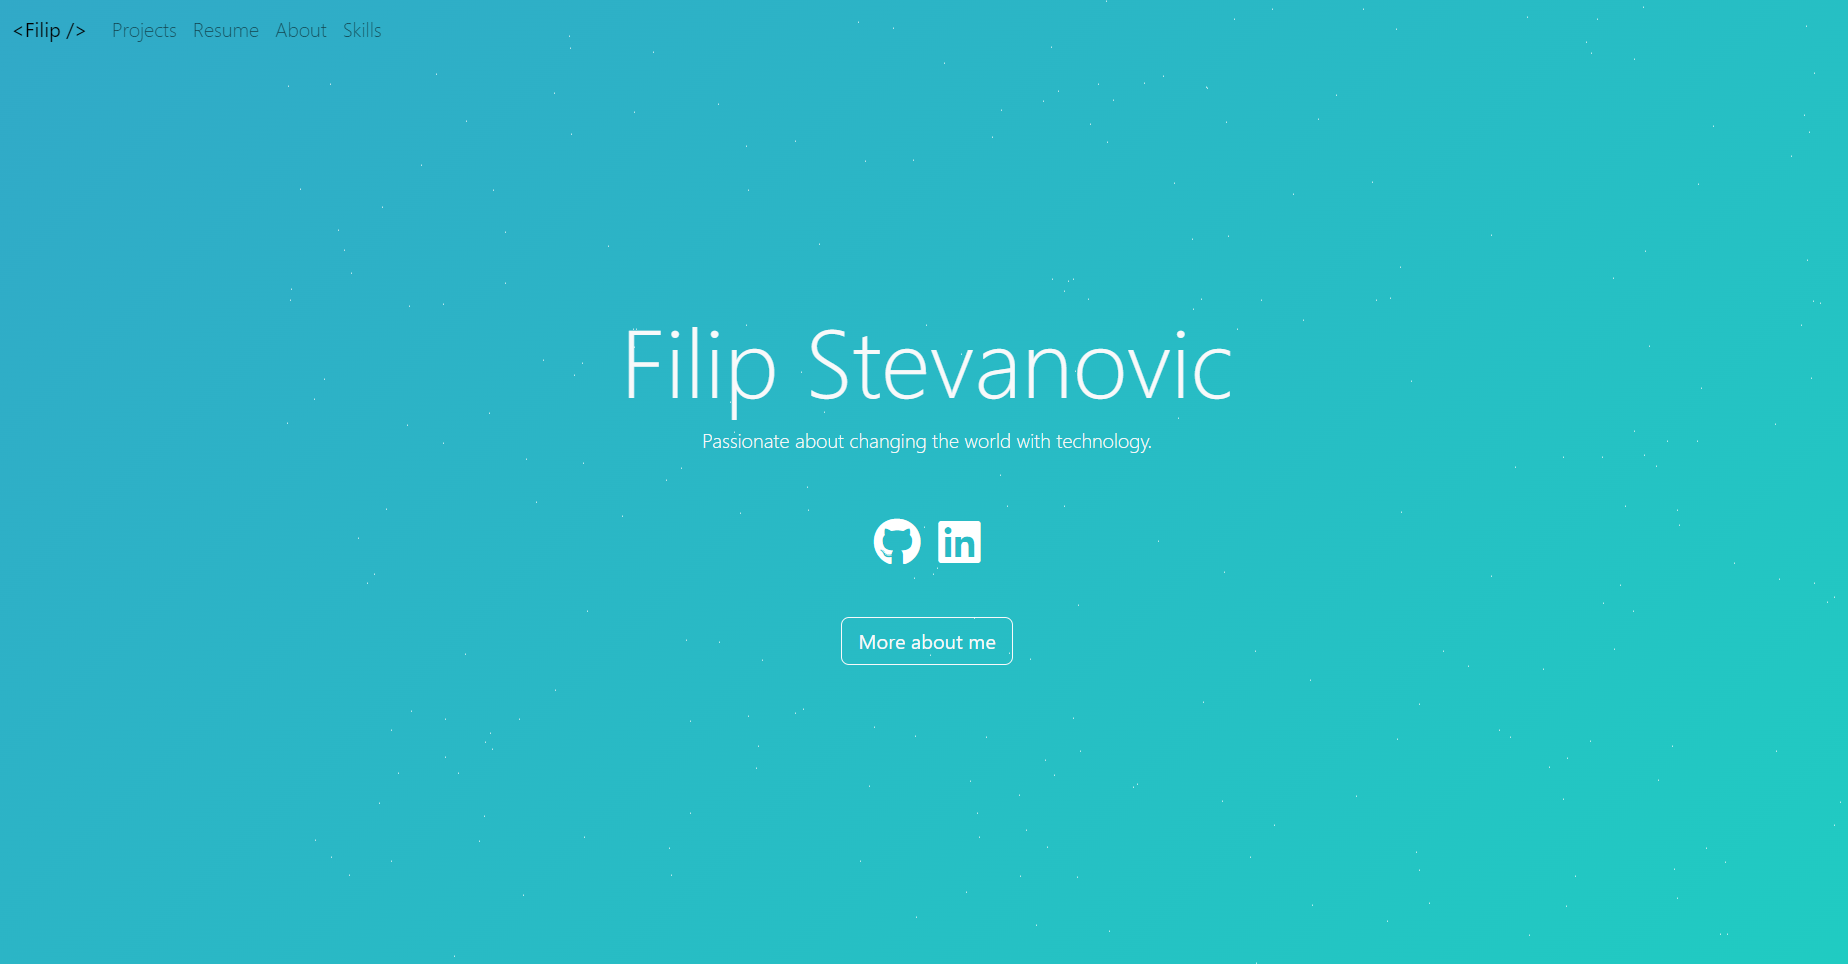 <Filip /> Projects Resume About Skills
Filip Stevanovic
Passionate about changing the world with technology.
in
More about me